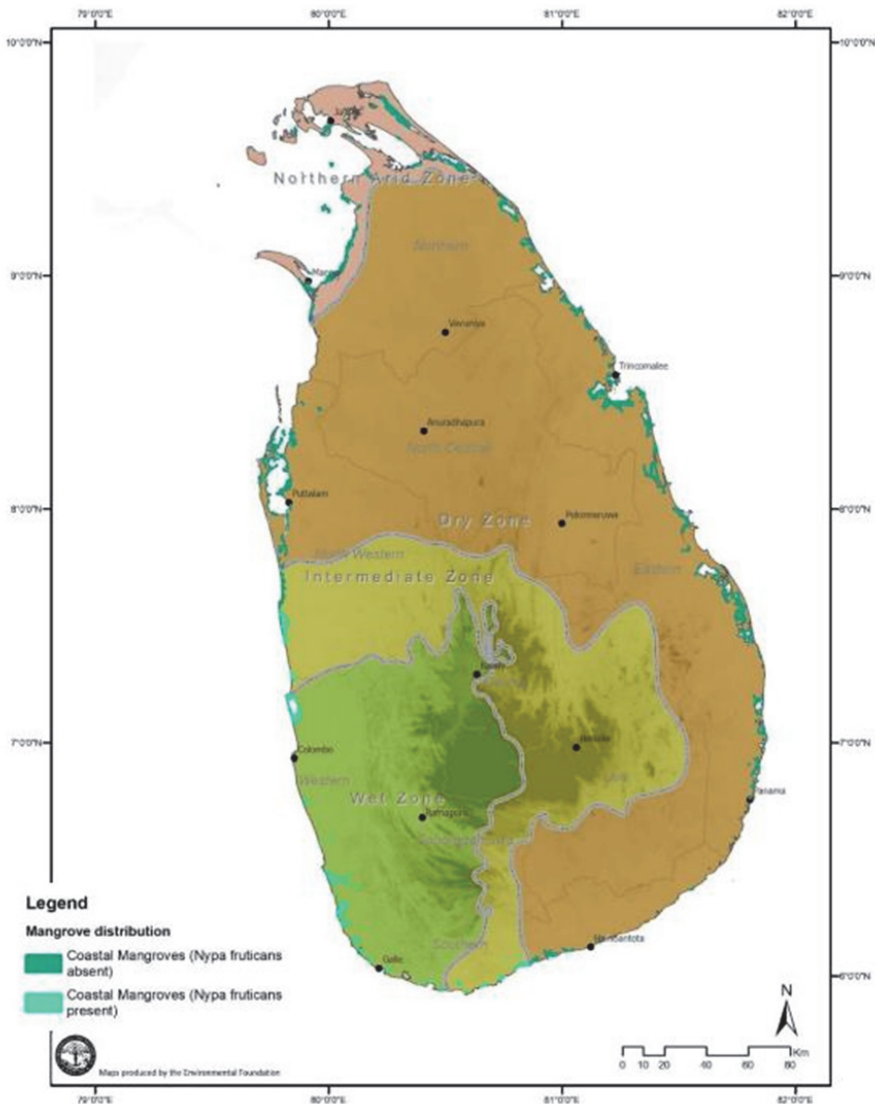 79°0'0"E 80°0'0"E 81°0'0"E 82°0'0"E
10°0'0"N 10°0'0"N
Northern Arid Zone
Northern
9°0'0"N 9°0'0"N
Vavuniya
Trincomalee
Anuradhapura
North Central
Puttalam
8°0'0"N 8°0'0"N
Polonnaruwa
Dry Zone
North Western
Intermediate Zone
Eastern
Kandy
7°0'0"N 7°0'0"N
Colombo
Badulla
Western
Uva
Panama
Wet Zone
Southern
Hambantota
Galle
6°0'0"N 6°0'0"N
Legend
Mangrove distribution
Coastal Mangroves (Nypa fruticans
absent)
Coastal Mangroves (Nypa fruticans
present)
N
Km
0 10 20 40 60 80
Maps produced by the Environmental Foundation
79°0'0"E 80°0'0"E 81°0'0"E 82°0'0"E